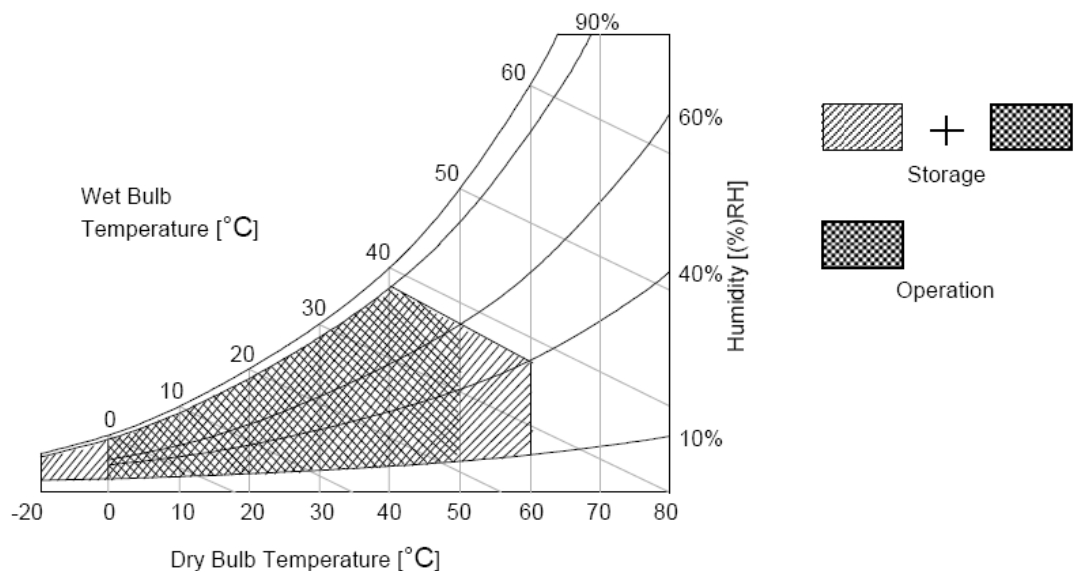 90%
60
60%
50
Wet Bulb
Temperature [°C]
40
30
20
10
0
40%
10%
Humidity [(%)RH]
-20 0 10 20 30 40 50 60 70 80
Dry Bulb Temperature [°C]
+
Storage
Operation